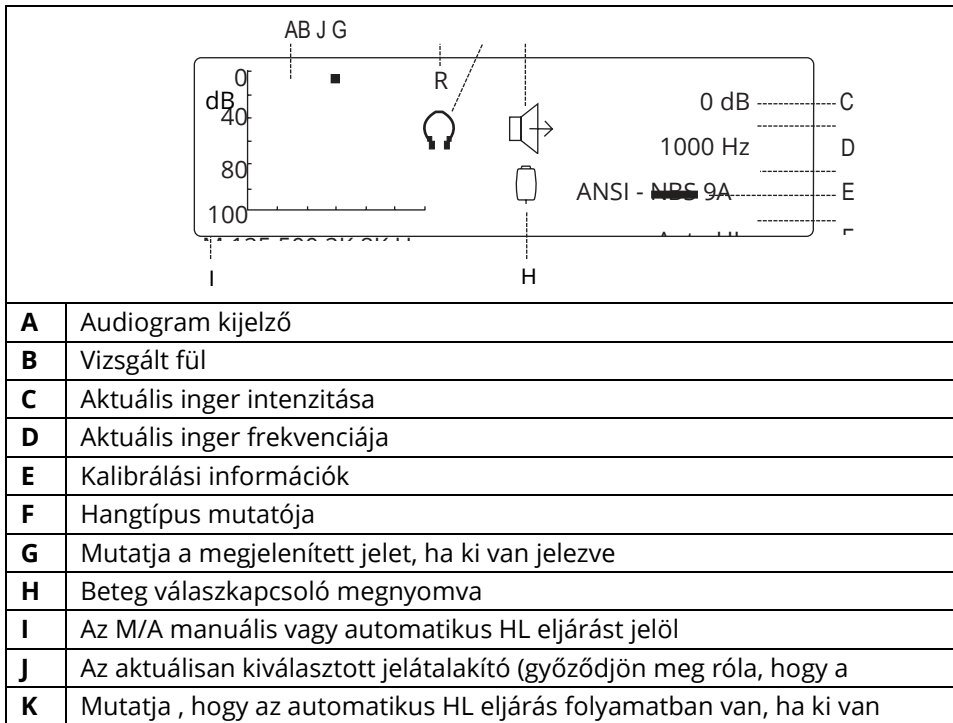 AB J G
0
dB
40
80
100
R
0 dB
C
1000 Hz
D
ANSI - NBS 9A
E
I
H
A Audiogram kijelző
B Vizsgált fül
C Aktuális inger intenzitása
D Aktuális inger frekvenciája
E Kalibrálási információk
F Hangtípus mutatója
G Mutatja a megjelenített jelet, ha ki van jelezve
H Beteg válaszkapcsoló megnyomva
I Az M/A manuális vagy automatikus HL eljárást jelöl
J Az aktuálisan kiválasztott jelátalakító (győződjön meg róla, hogy a
K Mutatja , hogy az automatikus HL eljárás folyamatban van, ha ki van